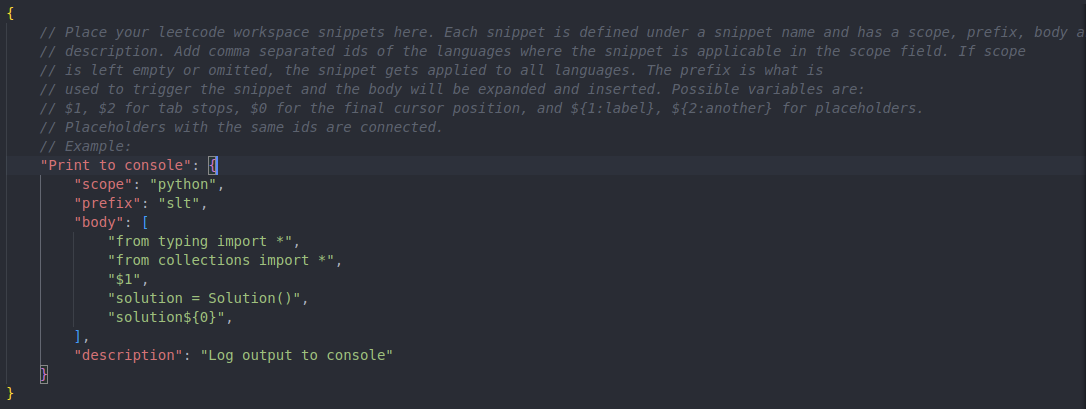 {
    // Place your leetcode workspace snippets here. Each snippet is defined under a snippet name and has a scope, prefix, body a
    // description. Add comma separated ids of the languages where the snippet is applicable in the scope field. If scope
    // is left empty or omitted, the snippet gets applied to all languages. The prefix is what is
    // used to trigger the snippet and the body will be expanded and inserted. Possible variables are:
    // $1, $2 for tab stops, $0 for the final cursor position, and ${1:label}, ${2:another} for placeholders.
    // Placeholders with the same ids are connected.
    // Example:
    "Print to console": {
        "scope": "python",
        "prefix": "slt",
        "body": [
            "from typing import *",
            "from collections import *",
            "$1",
            "solution = Solution()",
            "solution${0}",
        ],
        "description": "Log output to console"
    }
}